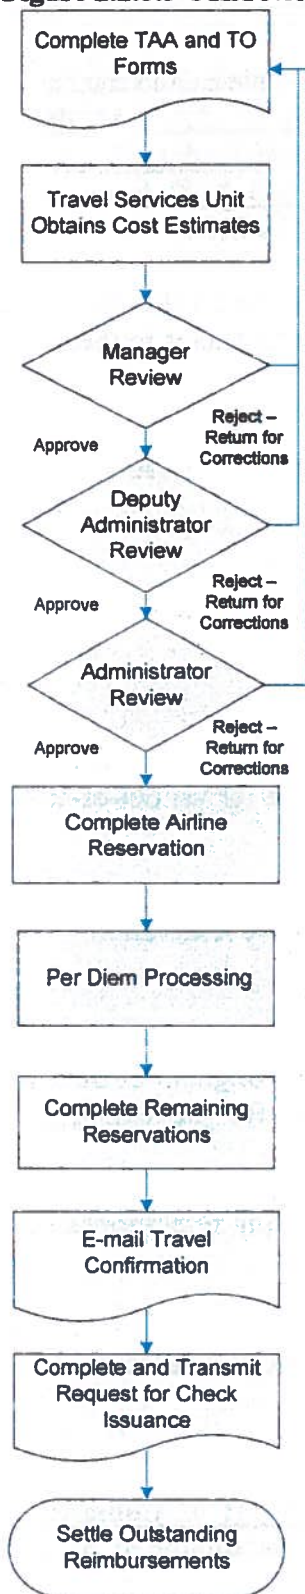 Complete TAA and TO
Forms
Travel Services Unit
Obtains Cost Estimates
Manager
Review
Approve
Reject –
Return for
Corrections
Deputy
Administrator
Review
Approve
Reject –
Return for
Corrections
Administrator
Review
Approve
Reject –
Return for
Corrections
Complete Airline
Reservation
Per Diem Processing
Complete Remaining
Reservations
E-mail Travel
Confirmation
Complete and Transmit
Request for Check
Issuance
Settle Outstanding
Reimbursements